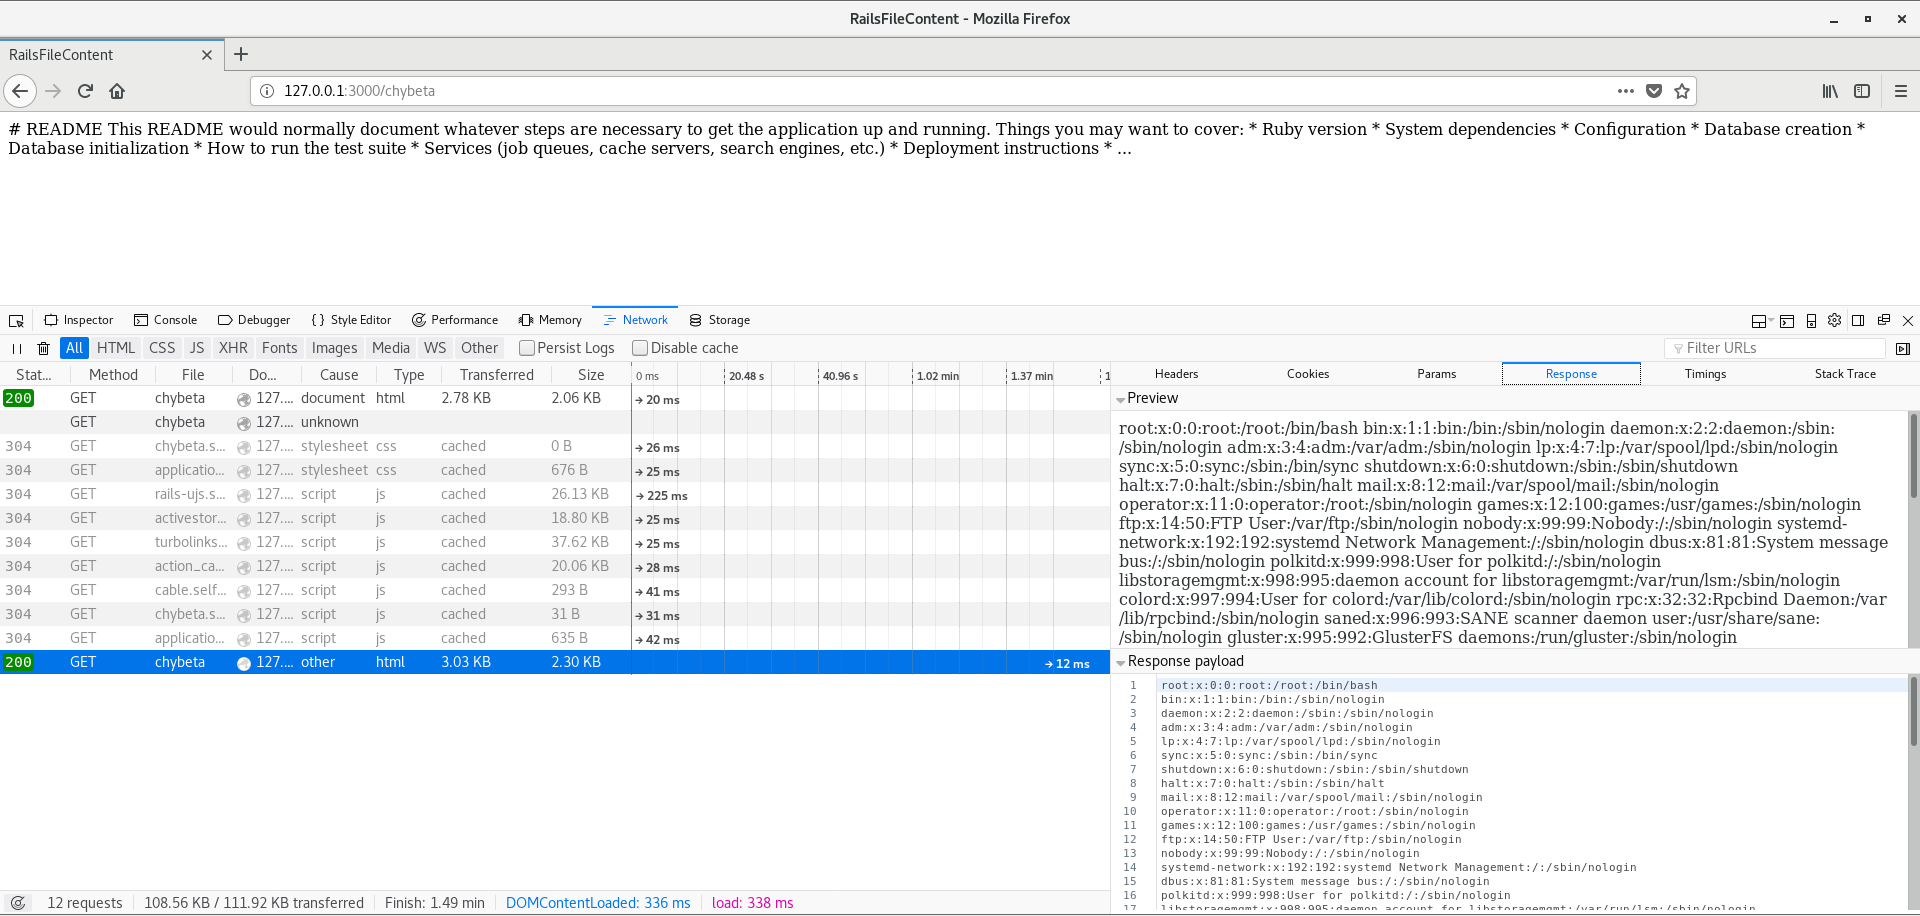 RailsFileContent - Mozilla Firefox
RailsFileContent
127.0.0.1:3000/chybeta
# README This README would normally document whatever steps are necessary to get the application up and running. Things you may want to cover: * Ruby version * System dependencies * Configuration * Database creation *
Database initialization * How to run the test suite * Services (job queues, cache servers, search engines, etc.) * Deployment instructions * ...
Inspector Console Debugger Style Editor Performance Memory Network Storage
All HTML CSS JS XHR Fonts Images Media WS Other Persist Logs Disable cache Filter URLs
Stat... Method File Do... Cause Type Transferred Size 0 ms 20.48 s 40.96 s 1.02 min 1.37 min 1
200 GET chybeta 127.... document html 2.78 KB 2.06 KB → 20 ms
GET chybeta 127.... unknown
304 GET chybeta.s... 127.... stylesheet css cached 0 B → 26 ms
304 GET applicatio... 127.... stylesheet css cached 676 B → 25 ms
304 GET rails-ujs.s... 127.... script js cached 26.13 KB → 225 ms
304 GET activestor... 127.... script js cached 18.80 KB → 25 ms
304 GET turbolinks... 127.... script js cached 37.62 KB → 25 ms
304 GET action_ca... 127.... script js cached 20.06 KB → 28 ms
304 GET cable.self... 127.... script js cached 293 B → 41 ms
304 GET chybeta.s... 127.... script js cached 31 B → 31 ms
304 GET applicatio... 127.... script js cached 635 B → 42 ms
200 GET chybeta 127.... other html 3.03 KB 2.30 KB → 12 ms
12 requests 108.56 KB / 111.92 KB transferred Finish: 1.49 min DOMContentLoaded: 336 ms load: 338 ms
Headers Cookies Params Response Timings Stack Trace
Preview
root:x:0:0:root:/root:/bin/bash bin:x:1:1:bin:/bin:/sbin/nologin daemon:x:2:2:daemon:/sbin:
/sbin/nologin adm:x:3:4:adm:/var/adm:/sbin/nologin lp:x:4:7:lp:/var/spool/lpd:/sbin/nologin
sync:x:5:0:sync:/sbin:/bin/sync shutdown:x:6:0:shutdown:/sbin:/sbin/shutdown
halt:x:7:0:halt:/sbin:/sbin/halt mail:x:8:12:mail:/var/spool/mail:/sbin/nologin
operator:x:11:0:operator:/root:/sbin/nologin games:x:12:100:games:/usr/games:/sbin/nologin
ftp:x:14:50:FTP User:/var/ftp:/sbin/nologin nobody:x:99:99:Nobody:/:/sbin/nologin systemd-
network:x:192:192:systemd Network Management:/:/sbin/nologin dbus:x:81:81:System message
bus:/:/sbin/nologin polkitd:x:999:998:User for polkitd:/:/sbin/nologin
libstoragemgmt:x:998:995:daemon account for libstoragemgmt:/var/run/lsm:/sbin/nologin
colord:x:997:994:User for colord:/var/lib/colord:/sbin/nologin rpc:x:32:32:Rpcbind Daemon:/var
/lib/rpcbind:/sbin/nologin saned:x:996:993:SANE scanner daemon user:/usr/share/sane:
/sbin/nologin gluster:x:995:992:GlusterFS daemons:/run/gluster:/sbin/nologin
Response payload
1 root:x:0:0:root:/root:/bin/bash
2 bin:x:1:1:bin:/bin:/sbin/nologin
3 daemon:x:2:2:daemon:/sbin:/sbin/nologin
4 adm:x:3:4:adm:/var/adm:/sbin/nologin
5 lp:x:4:7:lp:/var/spool/lpd:/sbin/nologin
6 sync:x:5:0:sync:/sbin:/bin/sync
7 shutdown:x:6:0:shutdown:/sbin:/sbin/shutdown
8 halt:x:7:0:halt:/sbin:/sbin/halt
9 mail:x:8:12:mail:/var/spool/mail:/sbin/nologin
10 operator:x:11:0:operator:/root:/sbin/nologin
11 games:x:12:100:games:/usr/games:/sbin/nologin
12 ftp:x:14:50:FTP User:/var/ftp:/sbin/nologin
13 nobody:x:99:99:Nobody:/:/sbin/nologin
14 systemd-network:x:192:192:systemd Network Management:/:/sbin/nologin
15 dbus:x:81:81:System message bus:/:/sbin/nologin
16 polkitd:x:999:998:User for polkitd:/:/sbin/nologin
17 libstoragemgmt:x:998:995:daemon account for libstoragemgmt:/var/run/lsm:/sbin/nologin